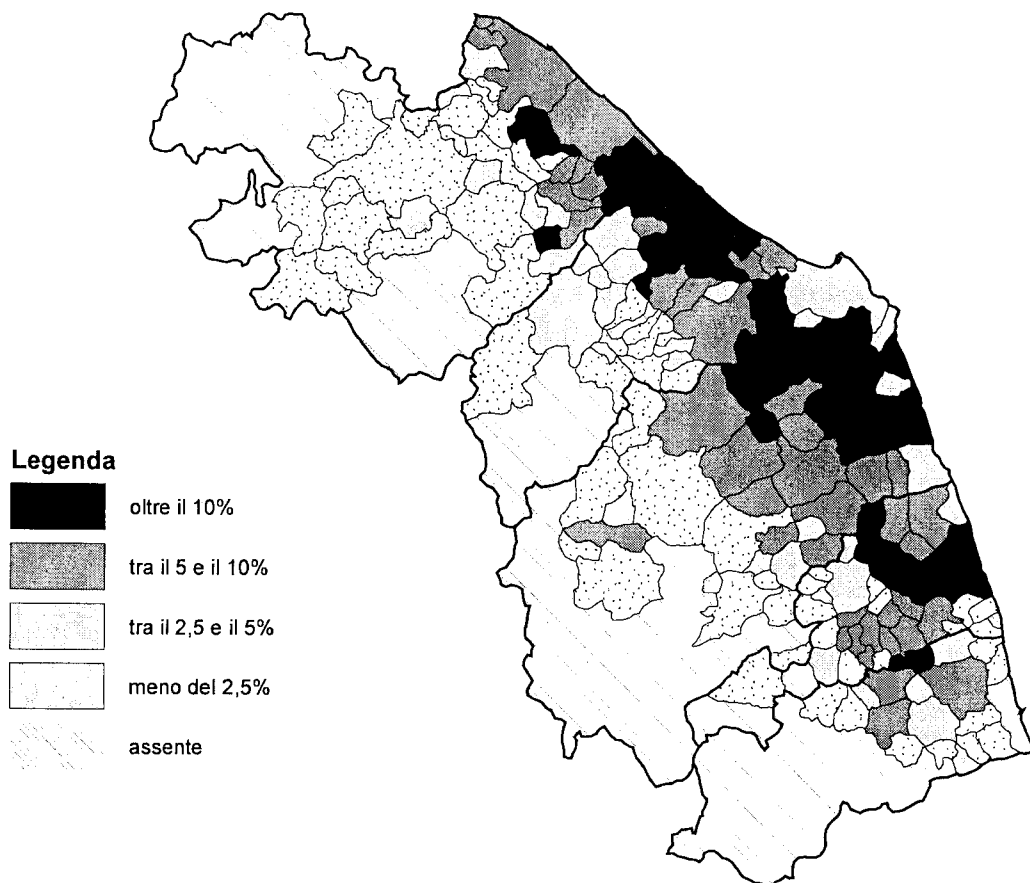 Legenda
oltre il 10%
tra il 5 e il 10%
tra il 2,5 e il 5%
meno del 2,5%
assente